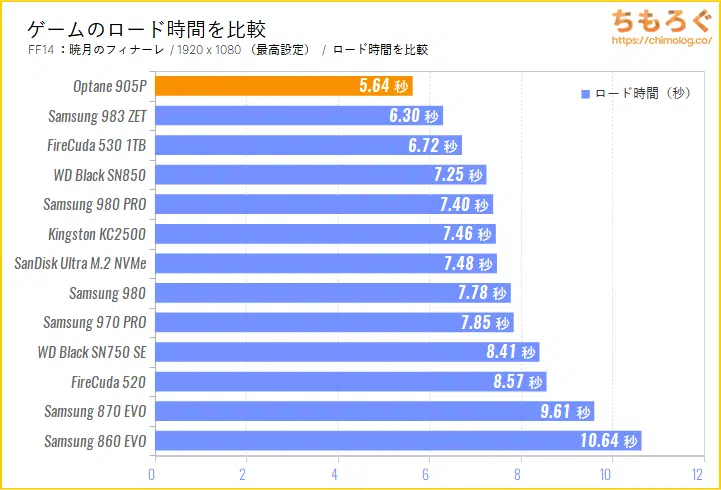 ゲームのロード時間を比較
FF14 : 暁月のフィナーレ / 1920 x 1080 （最高設定） / ロード時間を比較
ちもろぐ
https://chimolog.co/
ロード時間（秒）
Optane 905P 5.64 秒
Samsung 983 ZET 6.30 秒
FireCuda 530 1TB 6.72 秒
WD Black SN850 7.25 秒
Samsung 980 PRO 7.40 秒
Kingston KC2500 7.46 秒
SanDisk Ultra M.2 NVMe 7.48 秒
Samsung 980 7.78 秒
Samsung 970 PRO 7.85 秒
WD Black SN750 SE 8.41 秒
FireCuda 520 8.57 秒
Samsung 870 EVO 9.61 秒
Samsung 860 EVO 10.64 秒
0 2 4 6 8 10 12